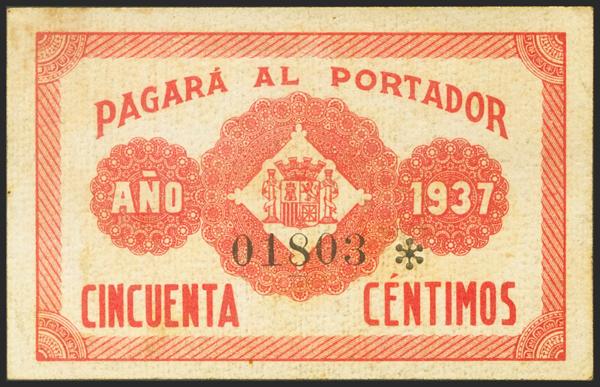 PAGARÁ AL PORTADOR
AÑO 1937
01803 *
CINCUENTA CÉNTIMOS